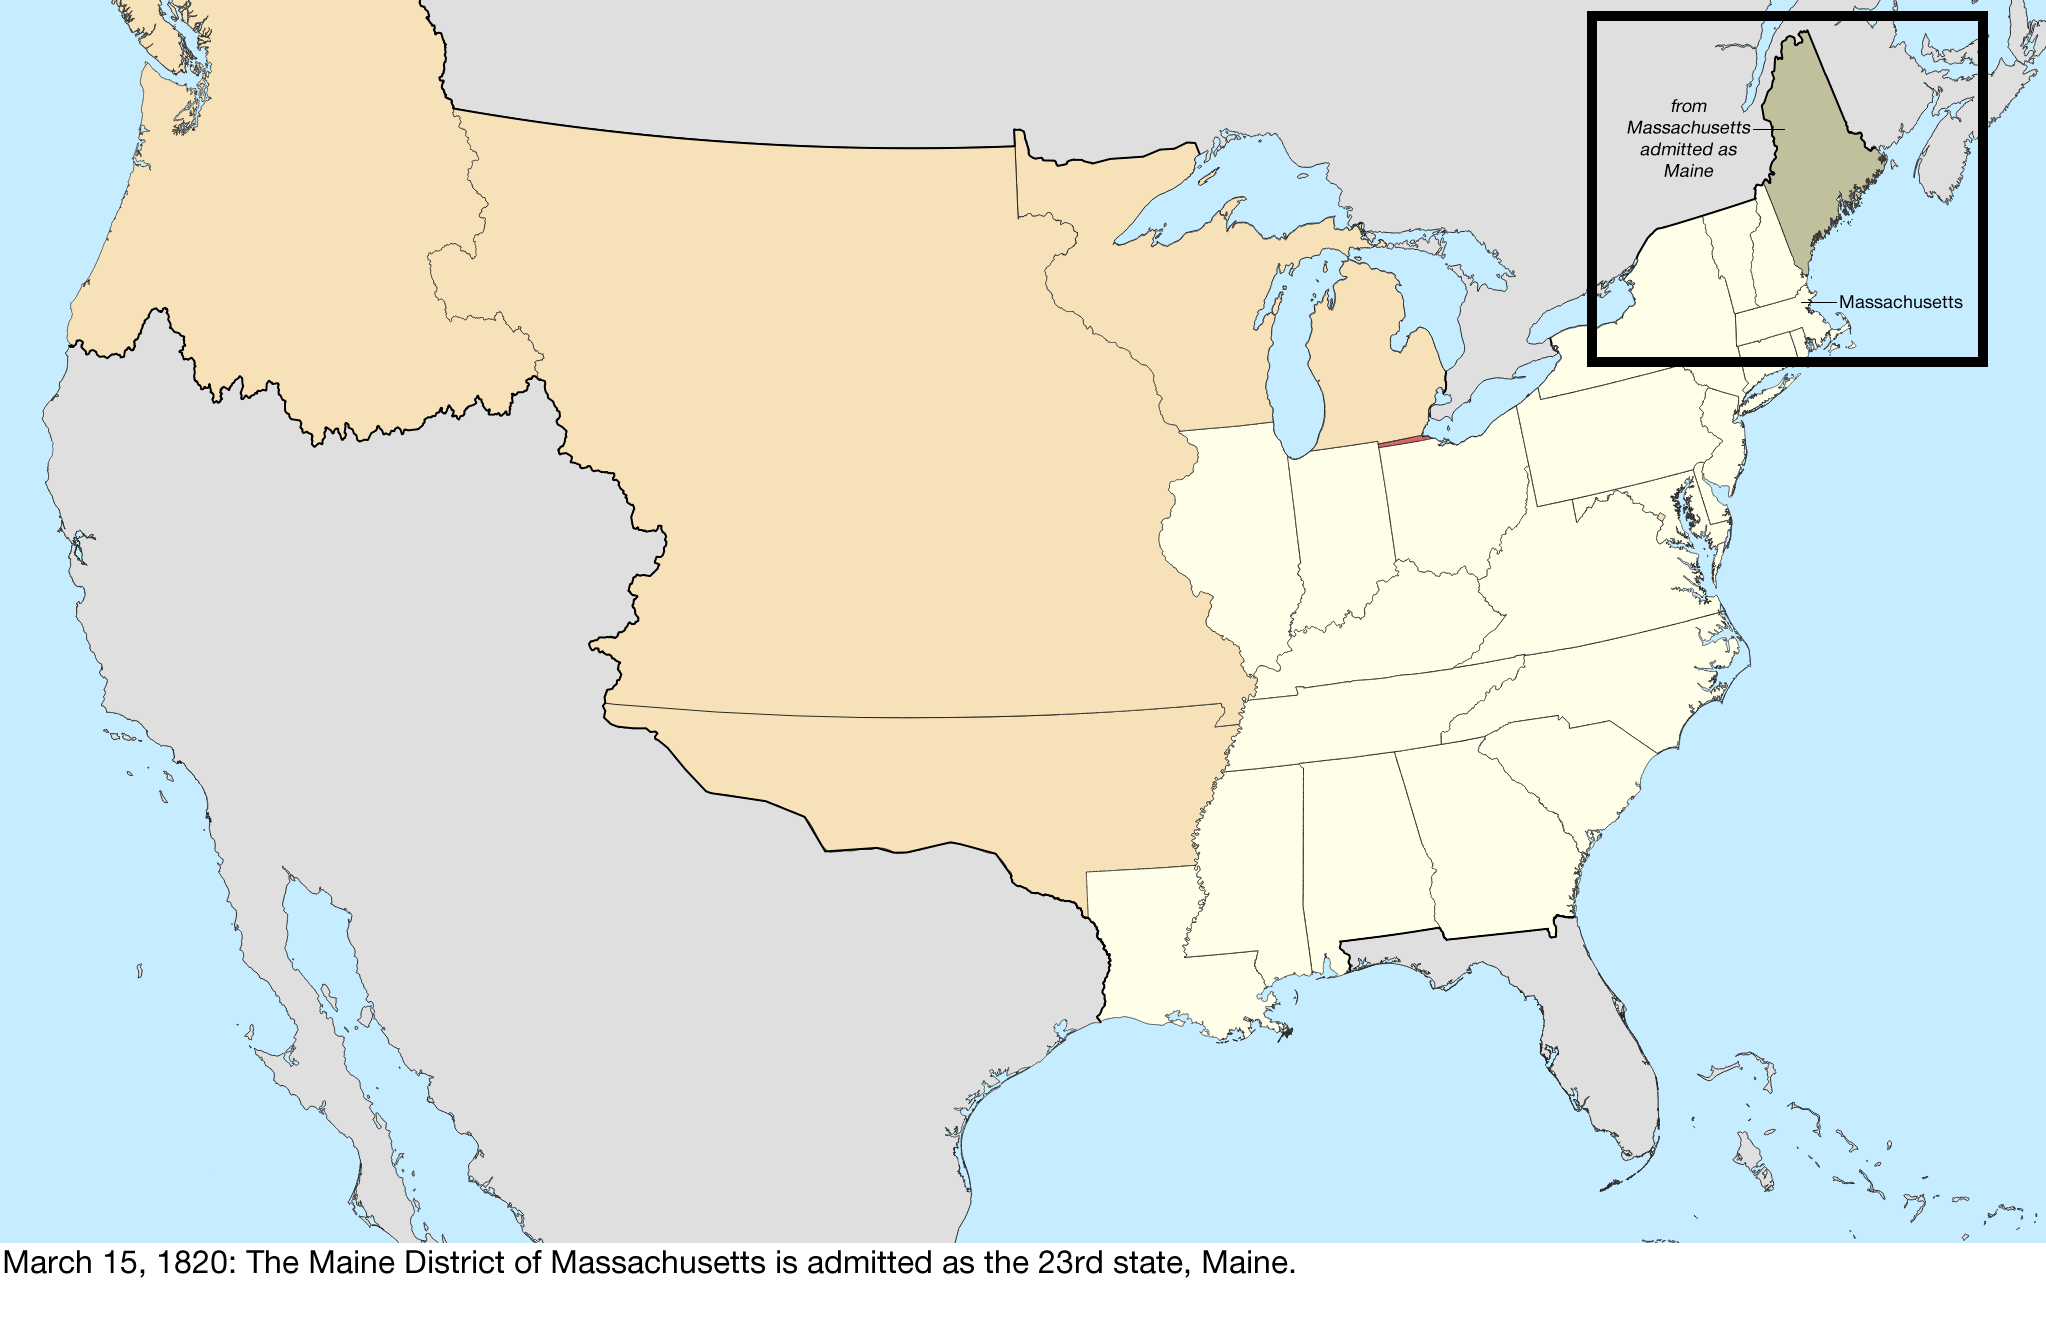 from
Massachusetts
admitted as
Maine
Massachusetts
March 15, 1820: The Maine District of Massachusetts is admitted as the 23rd state, Maine.